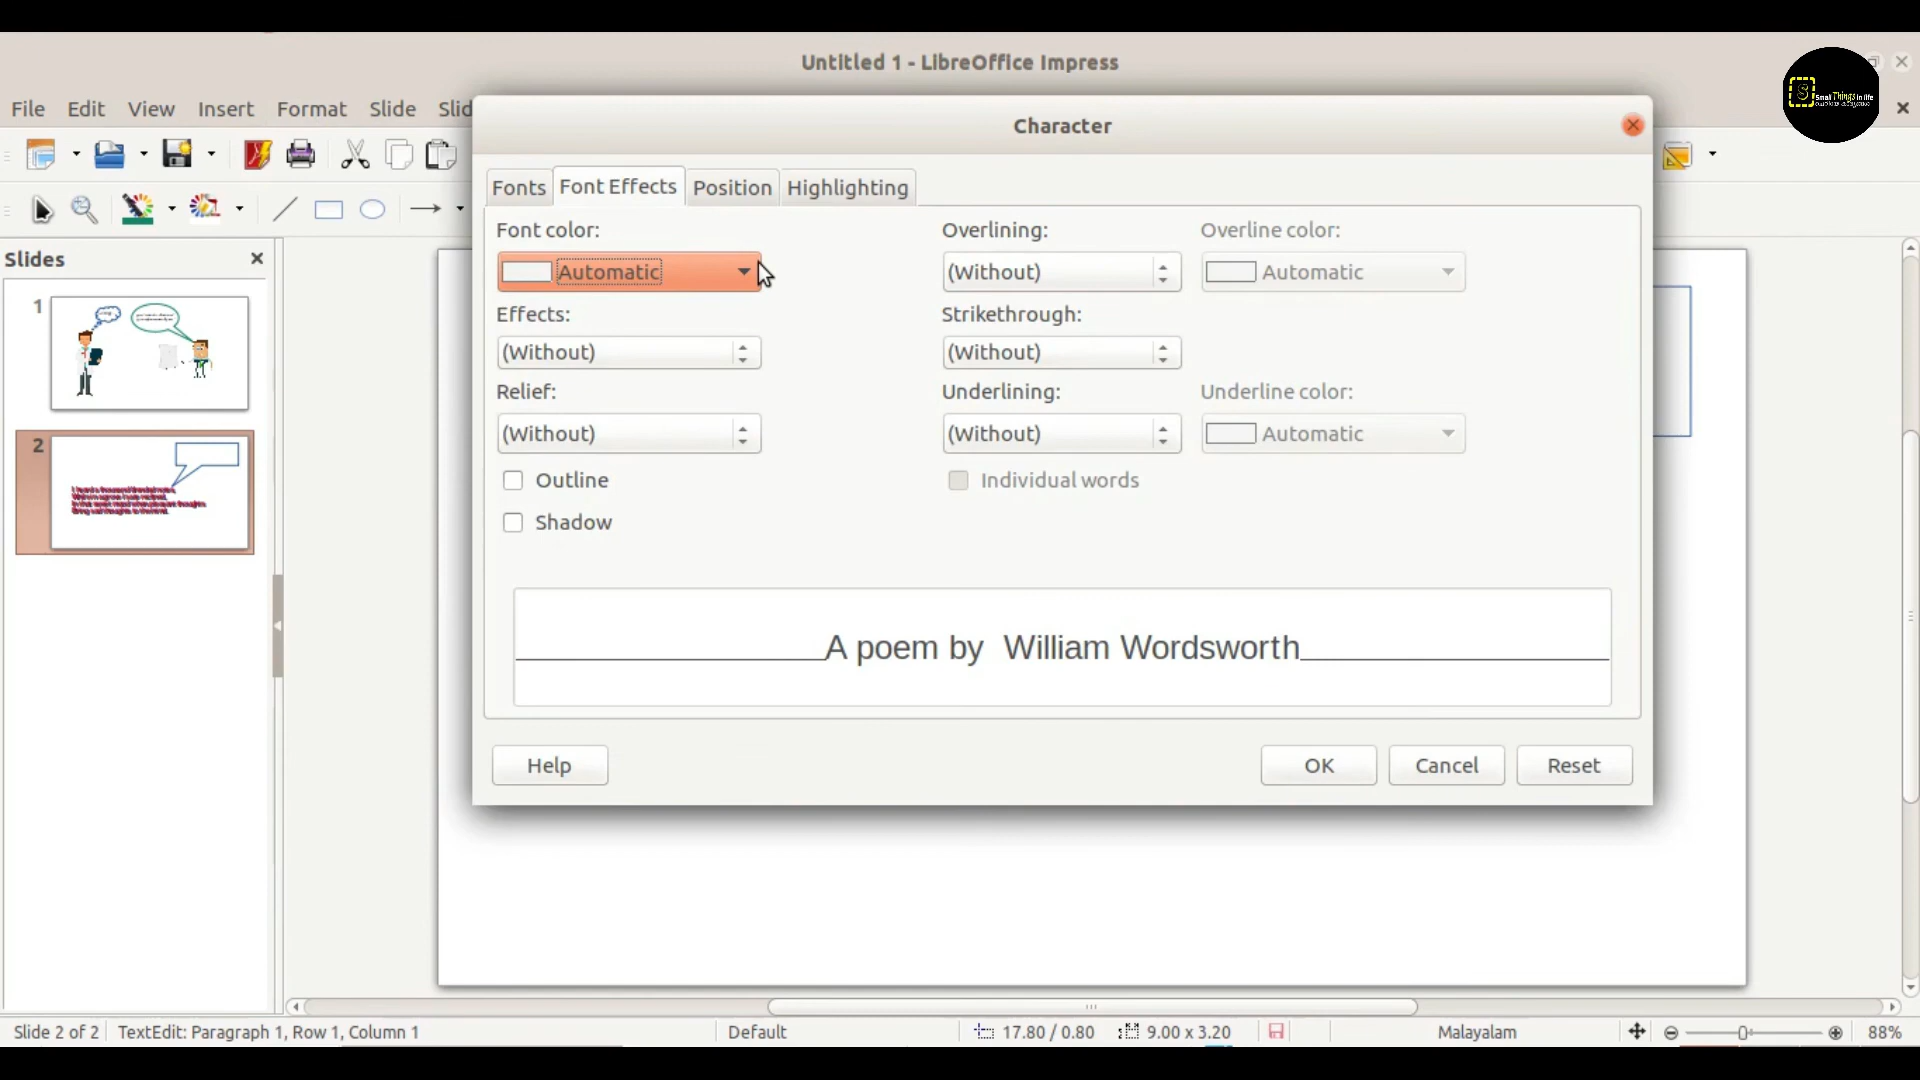 Untitled 1 - LibreOffice Impress
File Edit View Insert Format Slide Slid
Character
Fonts Font Effects Position Highlighting
Slides
Font color: Overlining: Overline color:
Automatic (Without) Automatic
Effects: Strikethrough:
(Without) (Without)
Relief: Underlining: Underline color:
(Without) (Without) Automatic
Outline Individual words
Shadow
1
2
A poem by  William Wordsworth
Help OK Cancel Reset
Slide 2 of 2 TextEdit: Paragraph 1, Row 1, Column 1 Default 17.80 / 0.80 9.00 x 3.20 Malayalam 88%